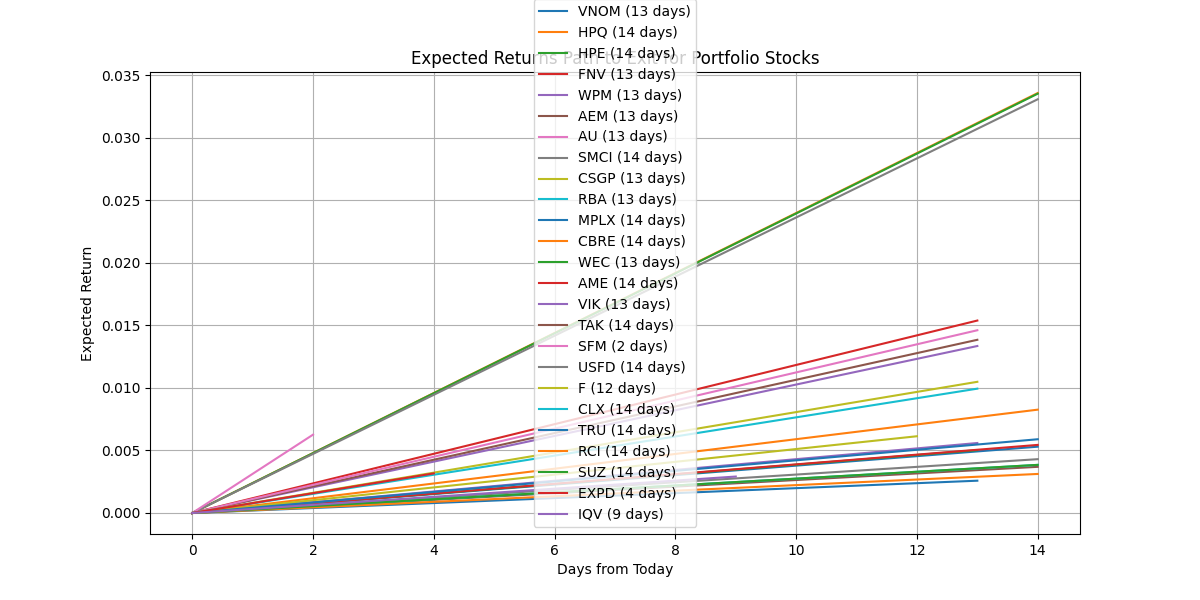 Expected Returns Path to Exit for Portfolio Stocks
VNOM (13 days)
HPQ (14 days)
HPE (14 days)
FNV (13 days)
WPM (13 days)
AEM (13 days)
AU (13 days)
SMCI (14 days)
CSGP (13 days)
RBA (13 days)
MPLX (14 days)
CBRE (14 days)
WEC (13 days)
AME (14 days)
VIK (13 days)
TAK (14 days)
SFM (2 days)
USFD (14 days)
F (12 days)
CLX (14 days)
TRU (14 days)
RCI (14 days)
SUZ (14 days)
EXPD (4 days)
IQV (9 days)
Expected Return
0.035
0.030
0.025
0.020
0.015
0.010
0.005
0.000
0 2 4 6 8 10 12 14
Days from Today